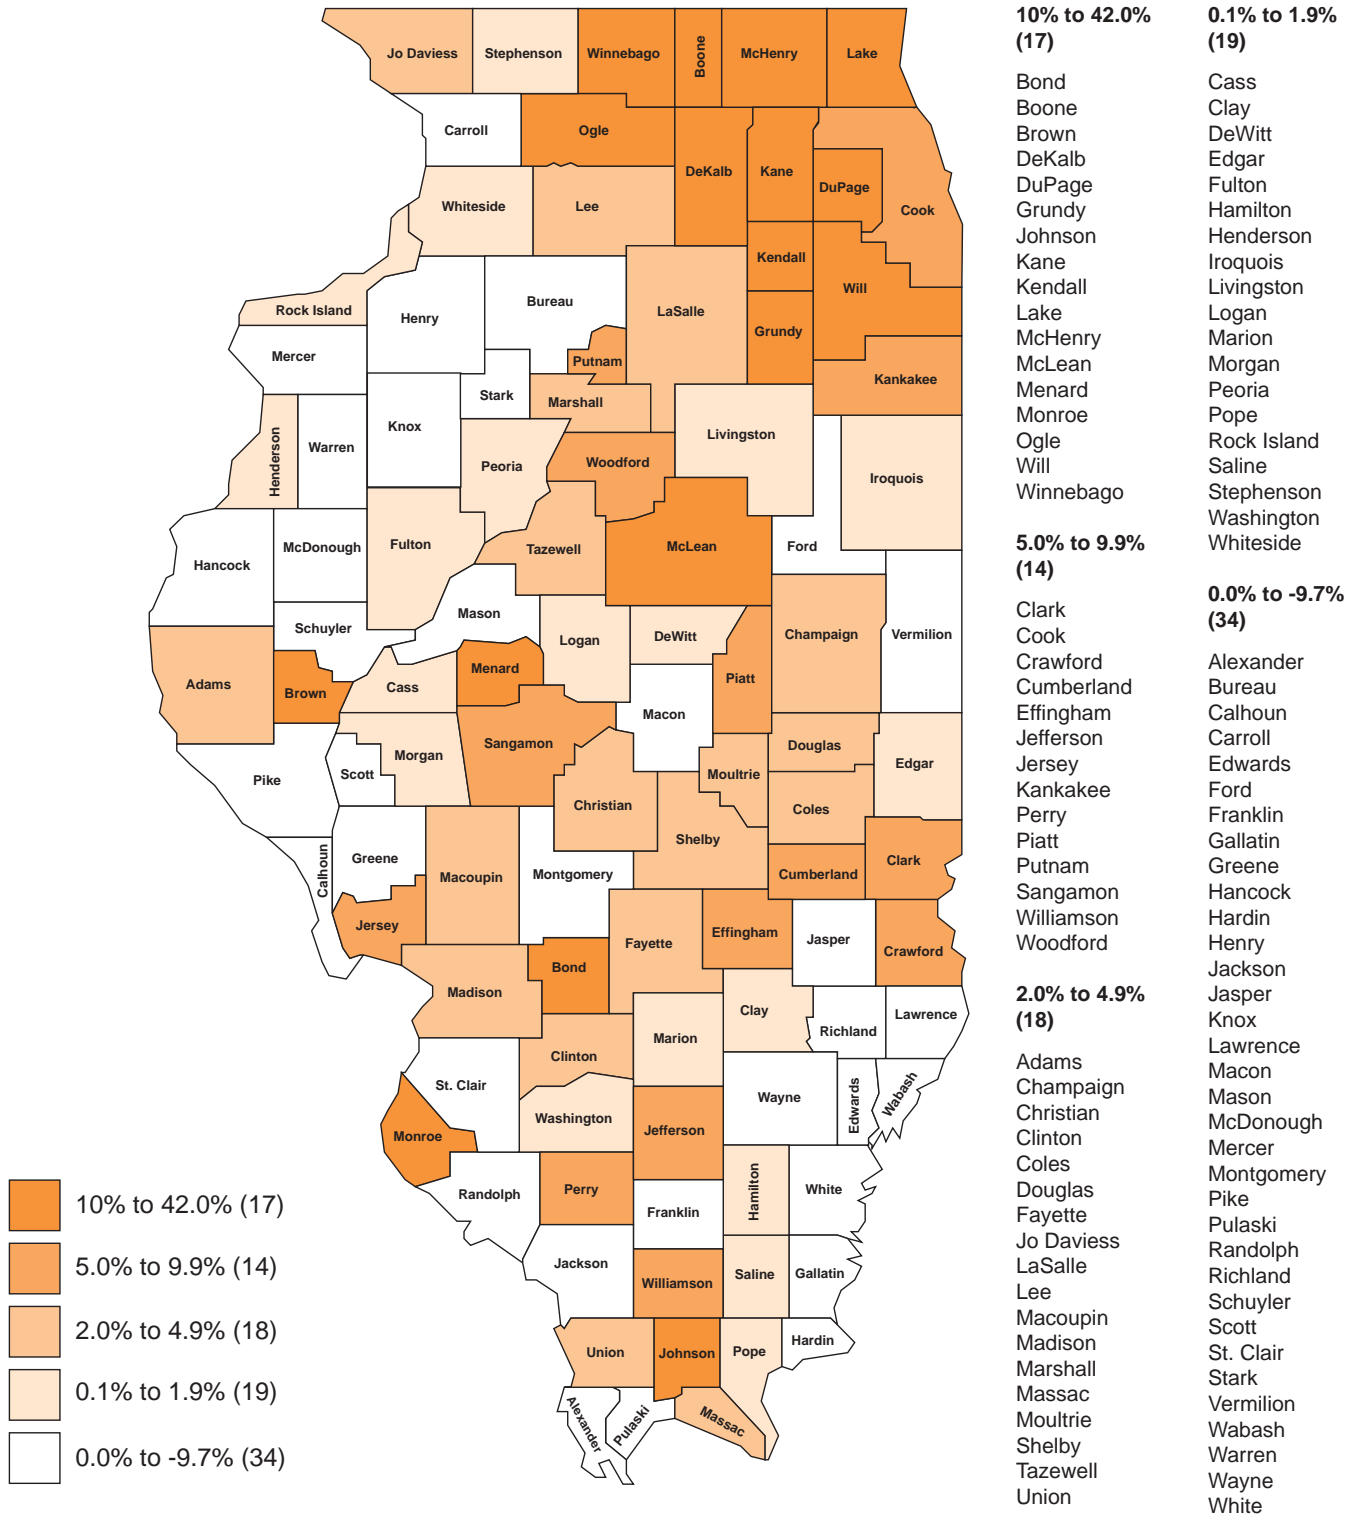 Jo Daviess
Stephenson
Winnebago
Boone
McHenry
Lake
Carroll
Ogle
DeKalb
Kane
DuPage
Cook
Whiteside
Lee
Kendall
Will
Rock Island
Henry
Bureau
LaSalle
Grundy
Mercer
Putnam
Kankakee
Stark
Marshall
Knox
Henderson
Warren
Peoria
Woodford
Livingston
Iroquois
Hancock
McDonough
Fulton
Tazewell
McLean
Ford
Schuyler
Mason
Logan
DeWitt
Champaign
Vermilion
Adams
Brown
Cass
Menard
Piatt
Macon
Pike
Scott
Morgan
Sangamon
Christian
Moultrie
Douglas
Edgar
Coles
Shelby
Calhoun
Greene
Macoupin
Montgomery
Cumberland
Clark
Jersey
Fayette
Effingham
Jasper
Crawford
Madison
Bond
Clay
Richland
Lawrence
Marion
Clinton
St. Clair
Washington
Wayne
Edwards
Wabash
Monroe
Jefferson
Randolph
Perry
Franklin
Hamilton
White
Jackson
Williamson
Saline
Gallatin
Union
Johnson
Pope
Hardin
Alexander
Pulaski
Massac
10% to 42.0% (17)
5.0% to 9.9% (14)
2.0% to 4.9% (18)
0.1% to 1.9% (19)
0.0% to -9.7% (34)
10% to 42.0%
(17)
Bond
Boone
Brown
DeKalb
DuPage
Grundy
Johnson
Kane
Kendall
Lake
McHenry
McLean
Menard
Monroe
Ogle
Will
Winnebago
5.0% to 9.9%
(14)
Clark
Cook
Crawford
Cumberland
Effingham
Jefferson
Jersey
Kankakee
Perry
Piatt
Putnam
Sangamon
Williamson
Woodford
2.0% to 4.9%
(18)
Adams
Champaign
Christian
Clinton
Coles
Douglas
Fayette
Jo Daviess
LaSalle
Lee
Macoupin
Madison
Marshall
Massac
Moultrie
Shelby
Tazewell
Union
0.1% to 1.9%
(19)
Cass
Clay
DeWitt
Edgar
Fulton
Hamilton
Henderson
Iroquois
Livingston
Logan
Marion
Morgan
Peoria
Pope
Rock Island
Saline
Stephenson
Washington
Whiteside
0.0% to -9.7%
(34)
Alexander
Bureau
Calhoun
Carroll
Edwards
Ford
Franklin
Gallatin
Greene
Hancock
Hardin
Henry
Jackson
Jasper
Knox
Lawrence
Macon
Mason
McDonough
Mercer
Montgomery
Pike
Pulaski
Randolph
Richland
Schuyler
Scott
St. Clair
Stark
Vermilion
Wabash
Warren
Wayne
White